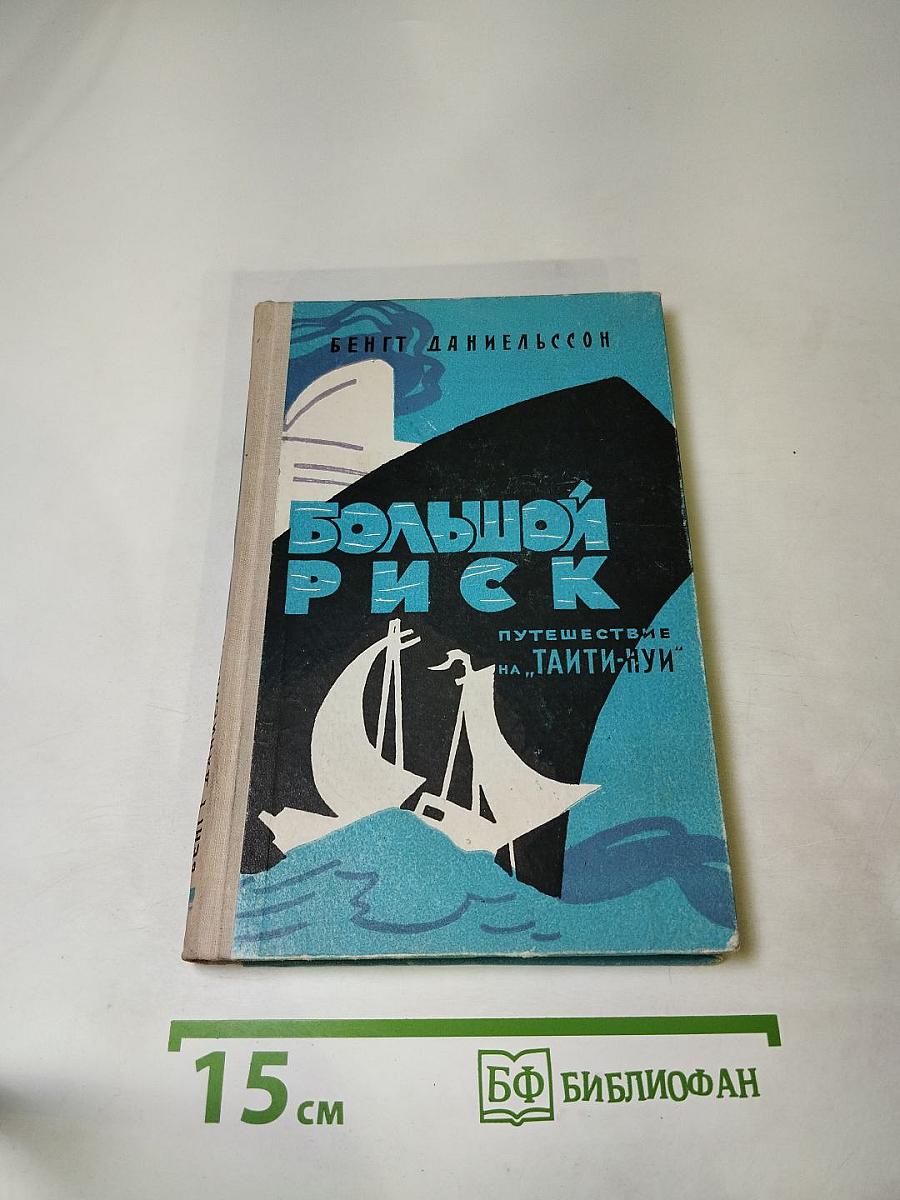 БЕНГТ ДАНИЕЛЬССОН
БОЛЬШОЙ
РИСК
ПУТЕШЕСТВИЕ
НА „ТАИТИ-НУИ“
15 см
БФ БИБЛИОФАН